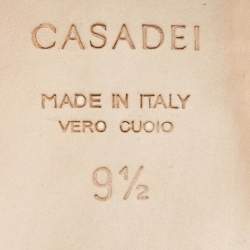 CASADEI
MADE IN ITALY
VERO CUOIO
9½